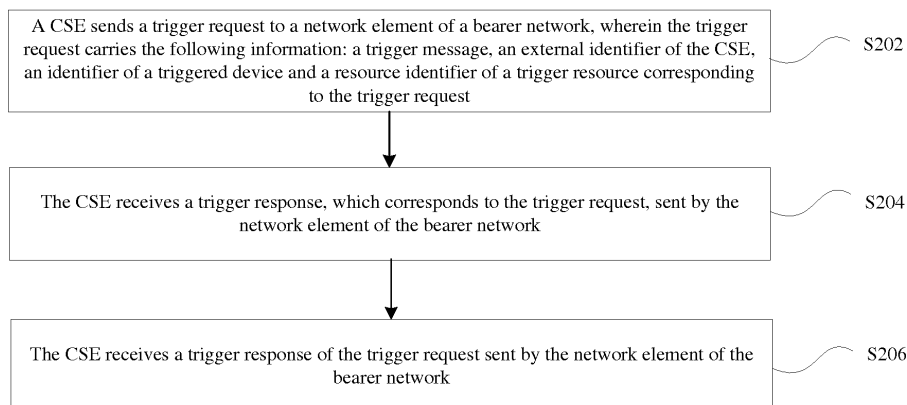 A CSE sends a trigger request to a network element of a bearer network, wherein the trigger
request carries the following information: a trigger message, an external identifier of the CSE,
an identifier of a triggered device and a resource identifier of a trigger resource corresponding
to the trigger request
S202
The CSE receives a trigger response, which corresponds to the trigger request, sent by the
network element of the bearer network
S204
The CSE receives a trigger response of the trigger request sent by the network element of the
bearer network
S206